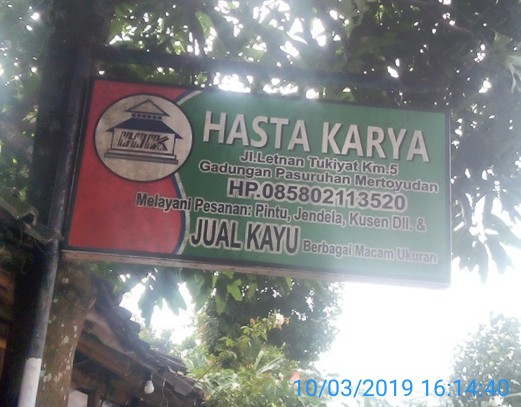 HASTA KARYA
Jl.Letnan Tukiyat Km.5
Gadungan Pasuruhan Mertoyudan
HP.085802113520
Melayani Pesanan: Pintu, Jendela, Kusen Dll. &
JUAL KAYU Berbagai Macam Ukuran
10/03/2019 16:14:40